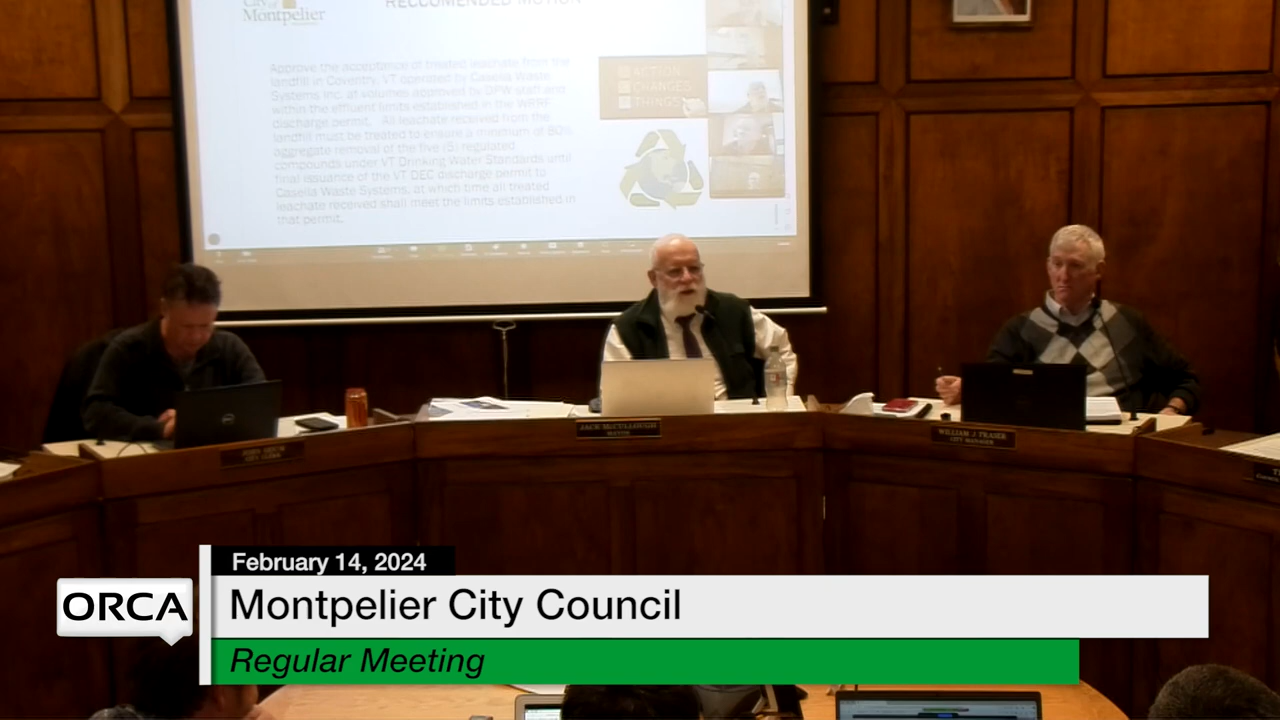 City of
Montpelier
RECCOMENDED MOTION
Approve the acceptance of treated leachate from the
landfill in Coventry, VT operated by Casella Waste
Systems Inc. at volumes approved by DPW staff and
within the effluent limits established in the WRRF
discharge permit. All leachate received from the
landfill must be treated to ensure a minimum of 80%
aggregate removal of the five (5) regulated
compounds under VT Drinking Water Standards until
final issuance of the VT DEC discharge permit to
Casella Waste Systems, at which time all treated
leachate received shall meet the limits established in
that permit.
ACTION
CHANGES
THINGS
DELL
CITY CLERK
JACK McCULLOUGH
MAYOR
WILLIAM J FRASER
CITY MANAGER
February 14, 2024
ORCA
Montpelier City Council
Regular Meeting